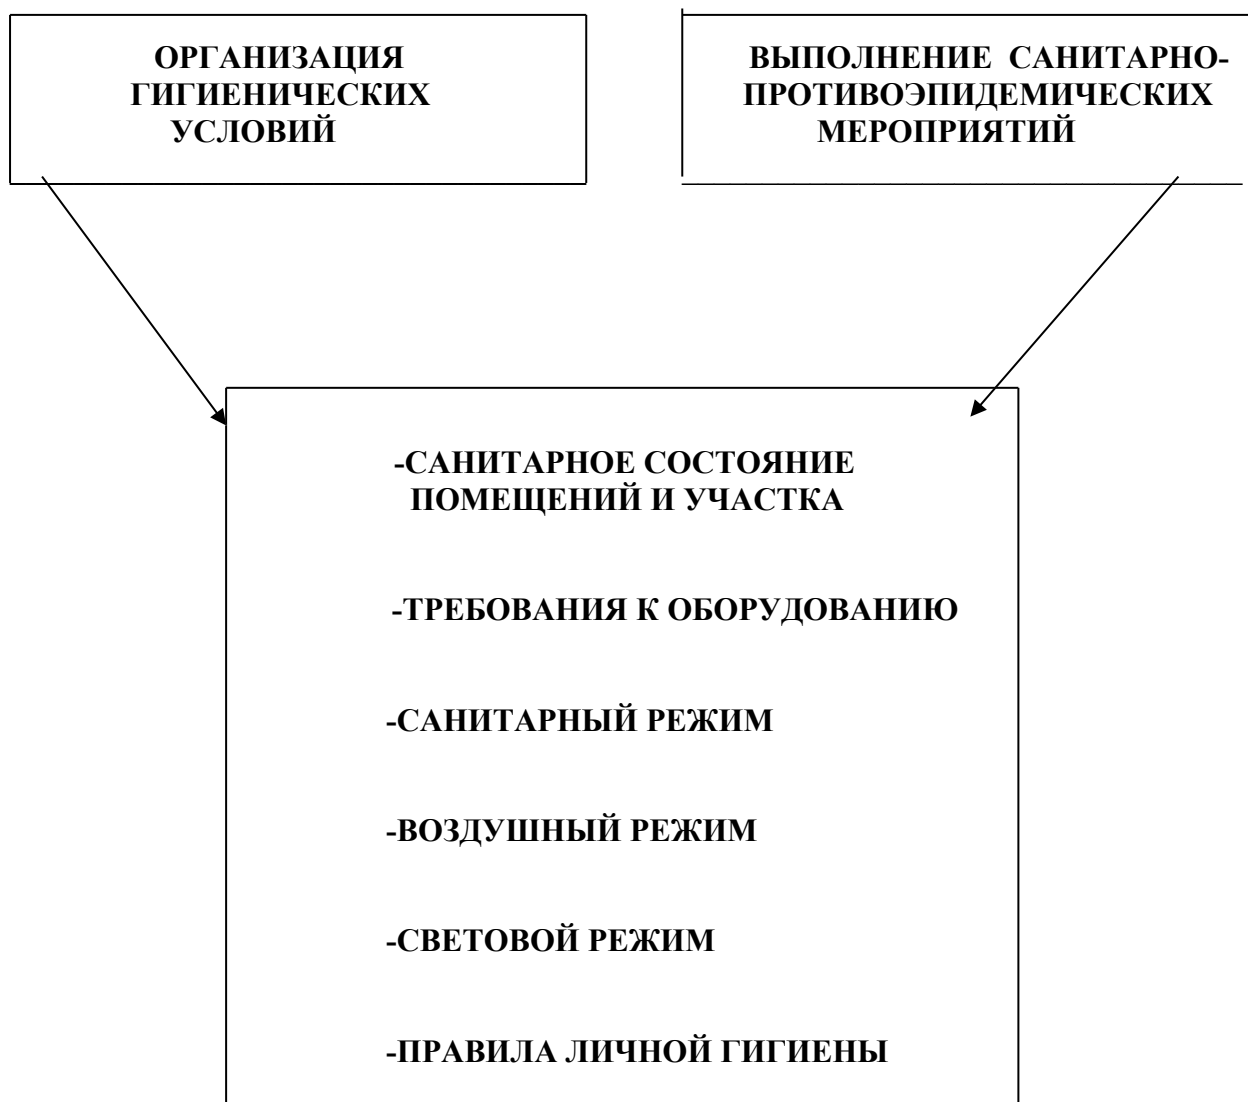 ОРГАНИЗАЦИЯ
ГИГИЕНИЧЕСКИХ
УСЛОВИЙ
ВЫПОЛНЕНИЕ САНИТАРНО-
ПРОТИВОЭПИДЕМИЧЕСКИХ
МЕРОПРИЯТИЙ
-САНИТАРНОЕ СОСТОЯНИЕ
ПОМЕЩЕНИЙ И УЧАСТКА
-ТРЕБОВАНИЯ К ОБОРУДОВАНИЮ
-САНИТАРНЫЙ РЕЖИМ
-ВОЗДУШНЫЙ РЕЖИМ
-СВЕТОВОЙ РЕЖИМ
-ПРАВИЛА ЛИЧНОЙ ГИГИЕНЫ